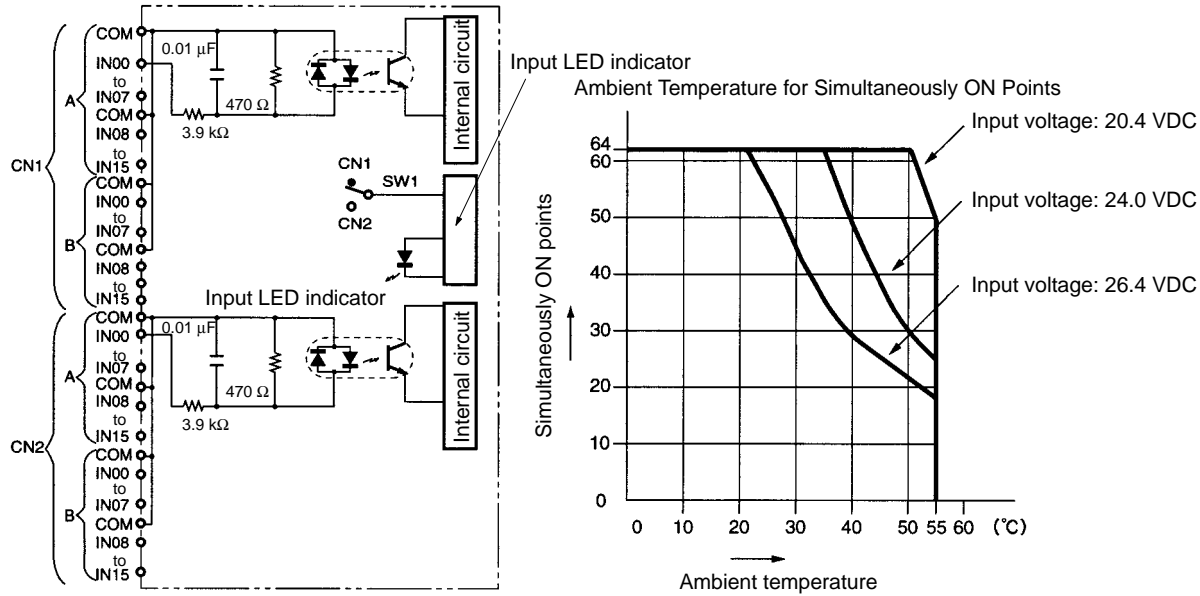 COM
IN00
to
IN07
COM
IN08
to
IN15
COM
IN00
to
IN07
COM
IN08
to
IN15
A
B
CN1
0.01 µF
470 Ω
3.9 kΩ
Internal circuit
CN1
SW1
CN2
Input LED indicator
Input LED indicator
COM
IN00
to
IN07
COM
IN08
to
IN15
COM
IN00
to
IN07
COM
IN08
to
IN15
A
B
CN2
0.01 µF
470 Ω
3.9 kΩ
Internal circuit
Ambient Temperature for Simultaneously ON Points
Input voltage: 20.4 VDC
Input voltage: 24.0 VDC
Input voltage: 26.4 VDC
Simultaneously ON points
64
60
50
40
30
20
10
0
0 10 20 30 40 50 55 60 (°C)
Ambient temperature